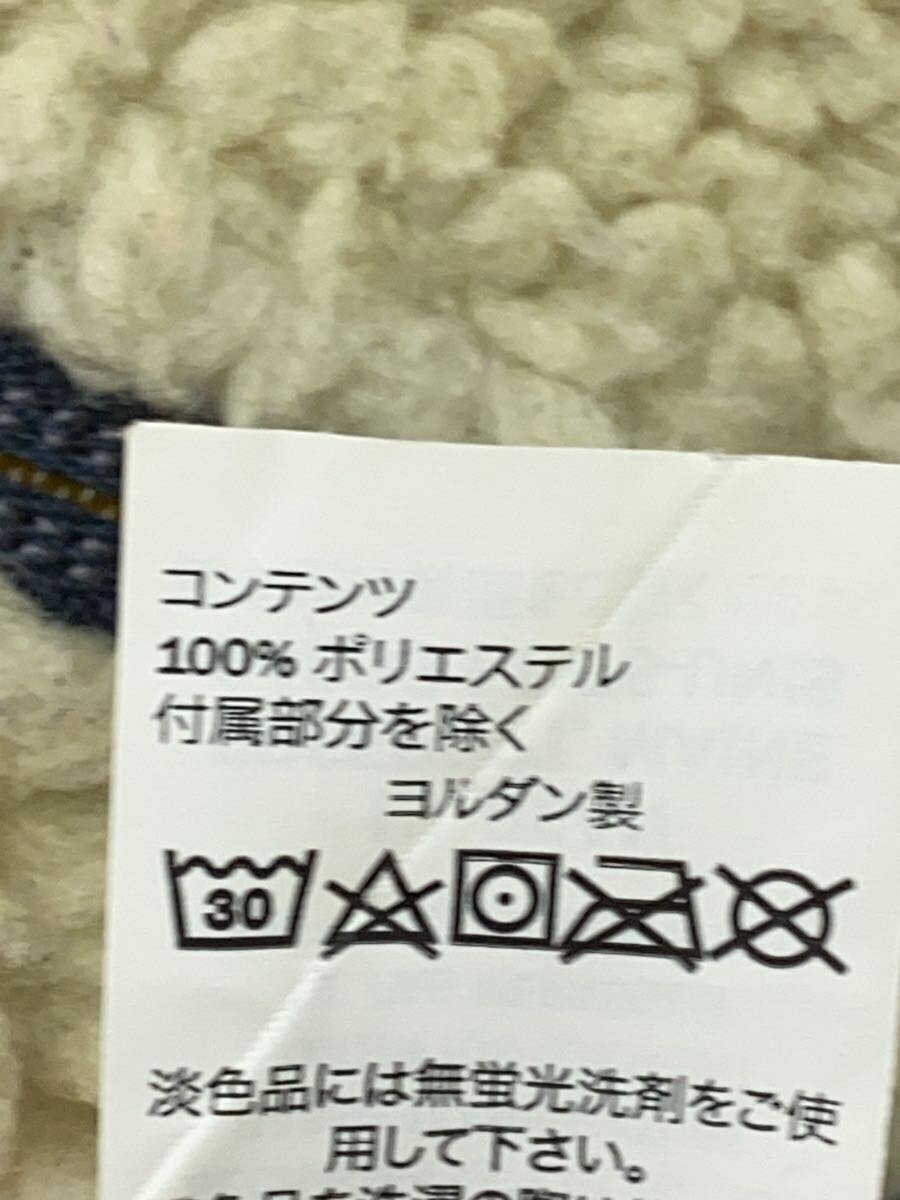 コンテンツ
100% ポリエステル
付属部分を除く
ヨルダン製
30
淡色品には無蛍光洗剤をご使
用して下さい。